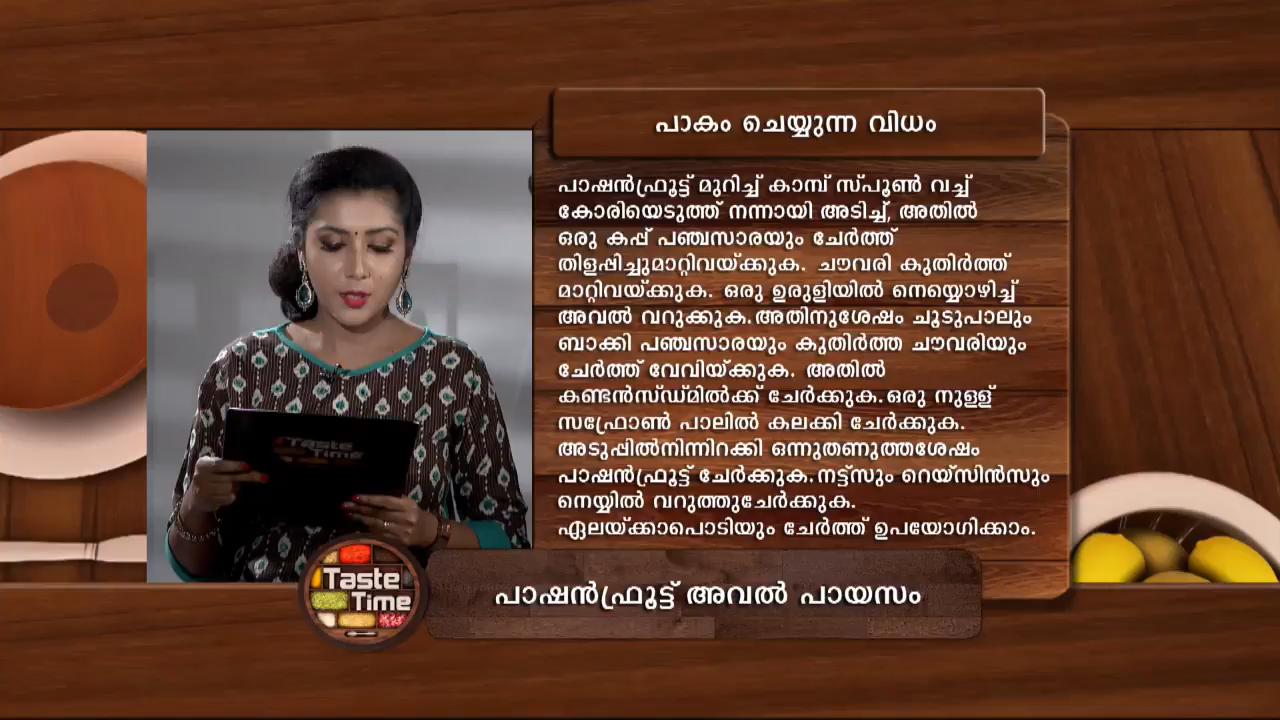 പാകം ചെയ്യുന്ന വിധം
പാഷൻഫ്രൂട്ട് മുറിച്ച് കാമ്പ് സ്പൂൺ വച്ച്
കോരിയെടുത്ത് നന്നായി അടിച്ച്, അതിൽ
ഒരു കപ്പ് പഞ്ചസാരയും ചേർത്ത്
തിളപ്പിച്ചുമാറ്റിവയ്ക്കുക. ചൗവരി കുതിർത്ത്
മാറ്റിവയ്ക്കുക. ഒരു ഉരുളിയിൽ നെയ്യൊഴിച്ച്
അവൽ വറുക്കുക.അതിനുശേഷം ചൂടുപാലും
ബാക്കി പഞ്ചസാരയും കുതിർത്ത ചൗവരിയും
ചേർത്ത് വേവിയ്ക്കുക. അതിൽ
കണ്ടൻസ്ഡ്മിൽക്ക് ചേർക്കുക.ഒരു നുള്ള്
സഫ്രോൺ പാലിൽ കലക്കി ചേർക്കുക.
അടുപ്പിൽനിന്നിറക്കി ഒന്നുതണുത്തശേഷം
പാഷൻഫ്രൂട്ട് ചേർക്കുക.നട്ട്സും റെയ്സിൻസും
നെയ്യിൽ വറുത്തുചേർക്കുക.
ഏലയ്ക്കാപൊടിയും ചേർത്ത് ഉപയോഗിക്കാം.
Taste
Time
Taste
Time
പാഷൻഫ്രൂട്ട് അവൽ പായസം